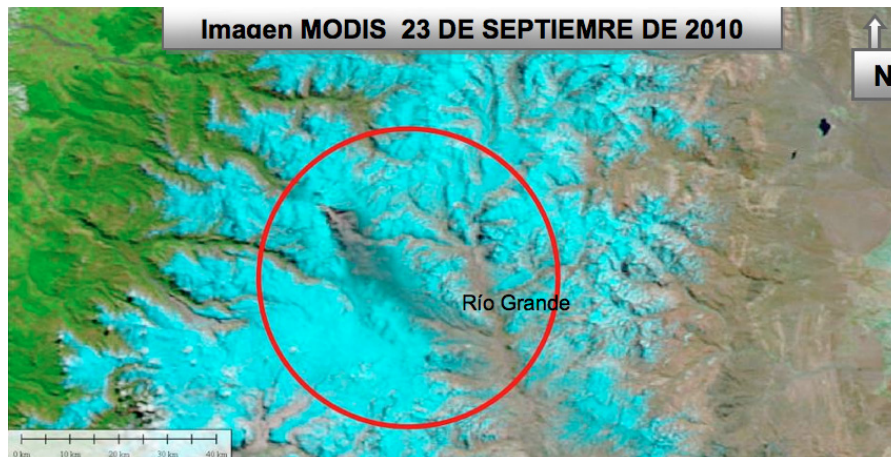 Imagen MODIS 23 DE SEPTIEMRE DE 2010
N
Río Grande
0 km 10 km 20 km 30 km 40 km